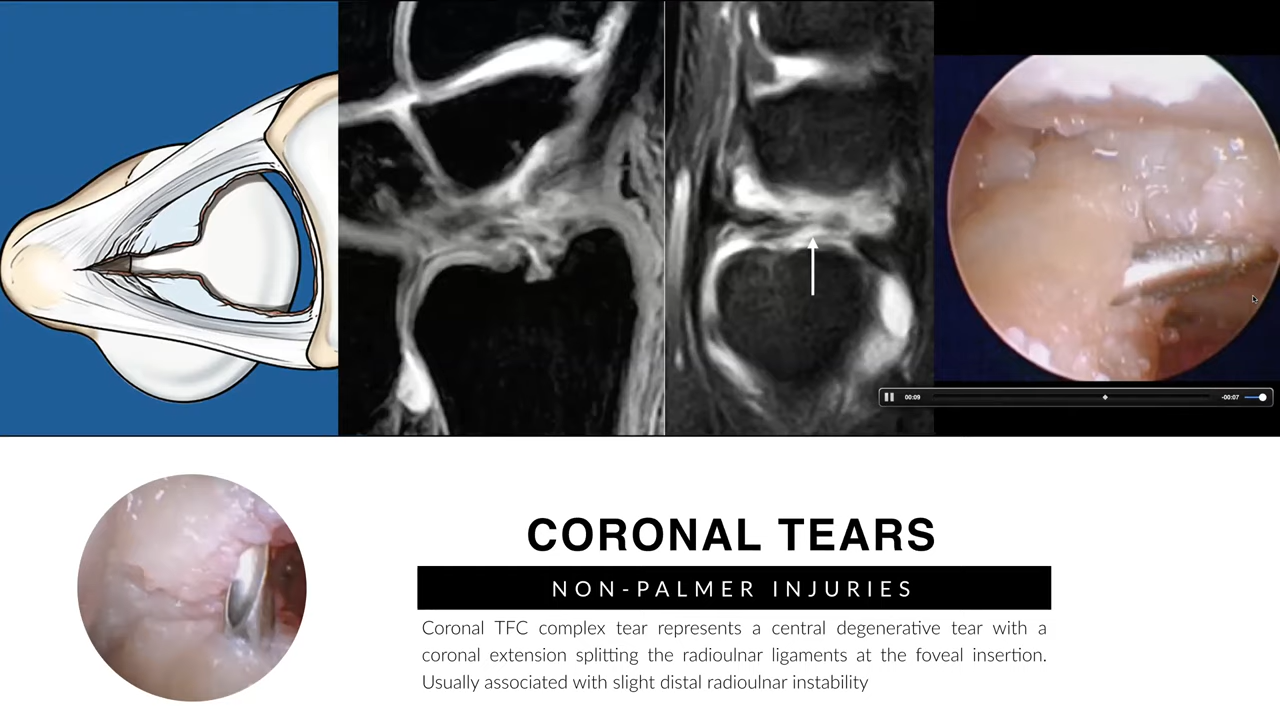 00:09
-00:07
CORONAL TEARS
NON-PALMER INJURIES
Coronal TFC complex tear represents a central degenerative tear with a
coronal extension splitting the radioulnar ligaments at the foveal insertion.
Usually associated with slight distal radioulnar instability